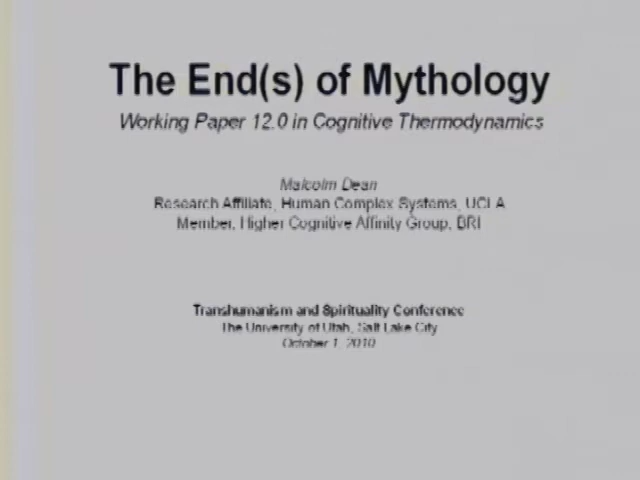 The End(s) of Mythology
Working Paper 12.0 in Cognitive Thermodynamics
Malcolm Dean
Research Affiliate, Human Complex Systems, UCLA
Member, Higher Cognitive Affinity Group, BRI
Transhumanism and Spirituality Conference
The University of Utah, Salt Lake City
October 1, 2010